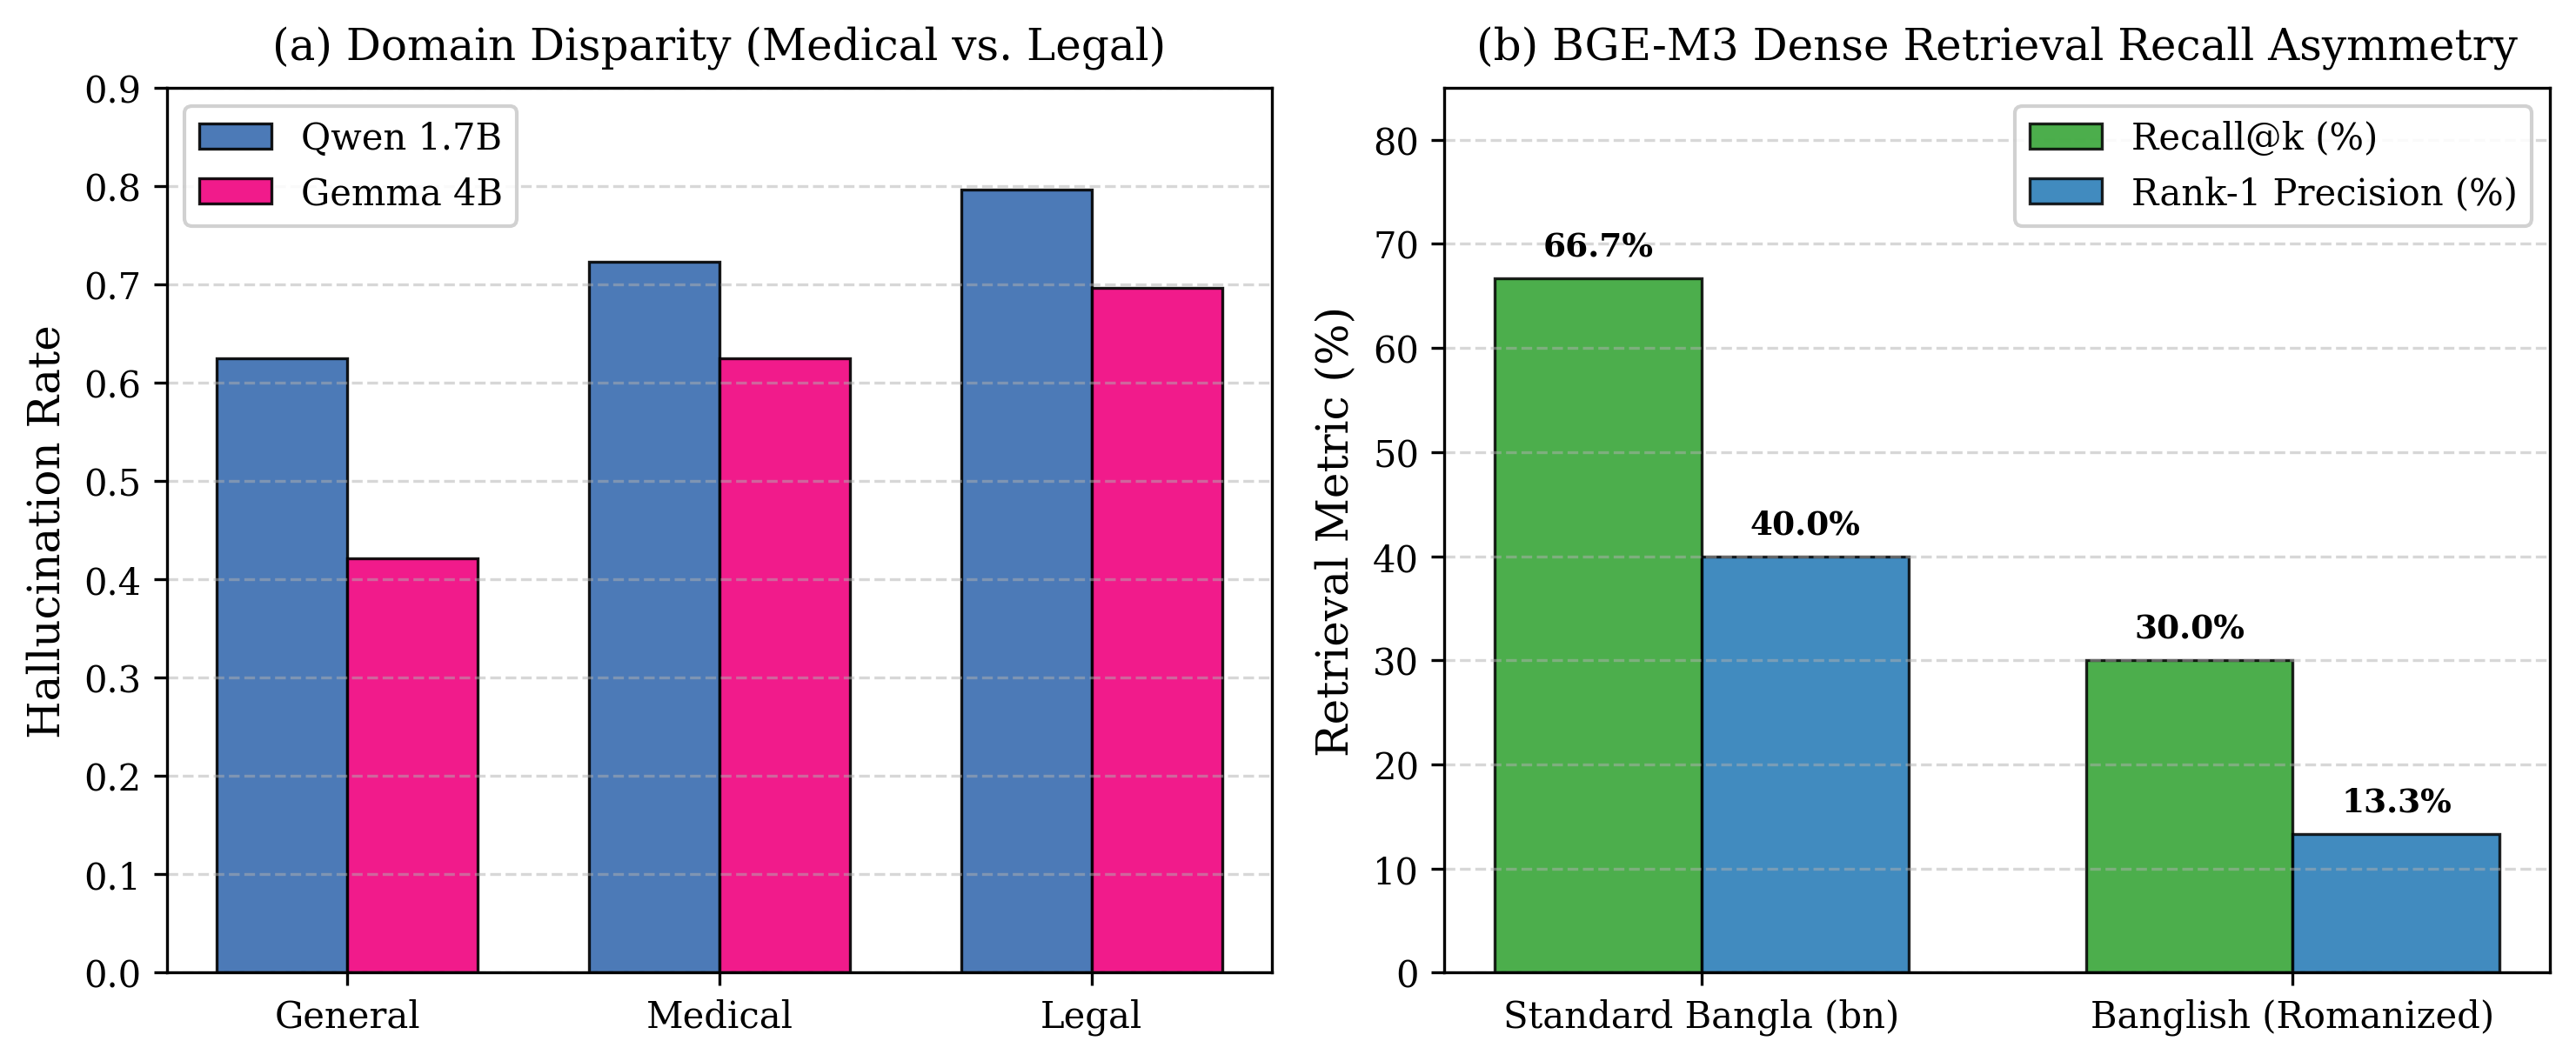 (a) Domain Disparity (Medical vs. Legal)
Hallucination Rate
0.9
0.8
0.7
0.6
0.5
0.4
0.3
0.2
0.1
0.0
Qwen 1.7B
Gemma 4B
General Medical Legal
(b) BGE-M3 Dense Retrieval Recall Asymmetry
Retrieval Metric (%)
80
70
60
50
40
30
20
10
0
Recall@k (%)
Rank-1 Precision (%)
66.7%
40.0%
30.0%
13.3%
Standard Bangla (bn) Banglish (Romanized)